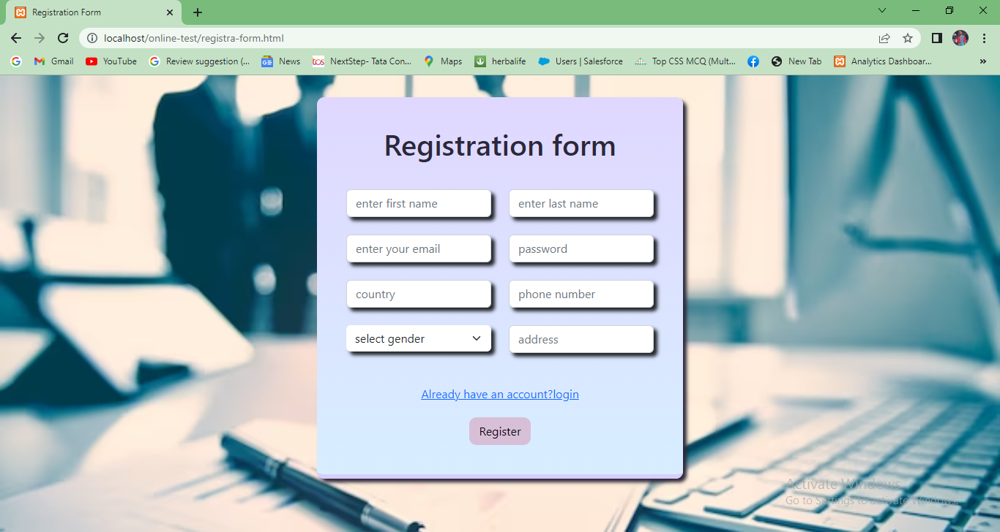 Registration Form
localhost/online-test/registra-form.html
Gmail YouTube Review suggestion (... News NextStep- Tata Con... Maps herbalife Users | Salesforce Top CSS MCQ (Mult... New Tab Analytics Dashboar... »
Registration form
enter first name enter last name
enter your email password
country phone number
select gender address
Already have an account?login
Register
Activate Windows
Go to Settings to activate Windows.